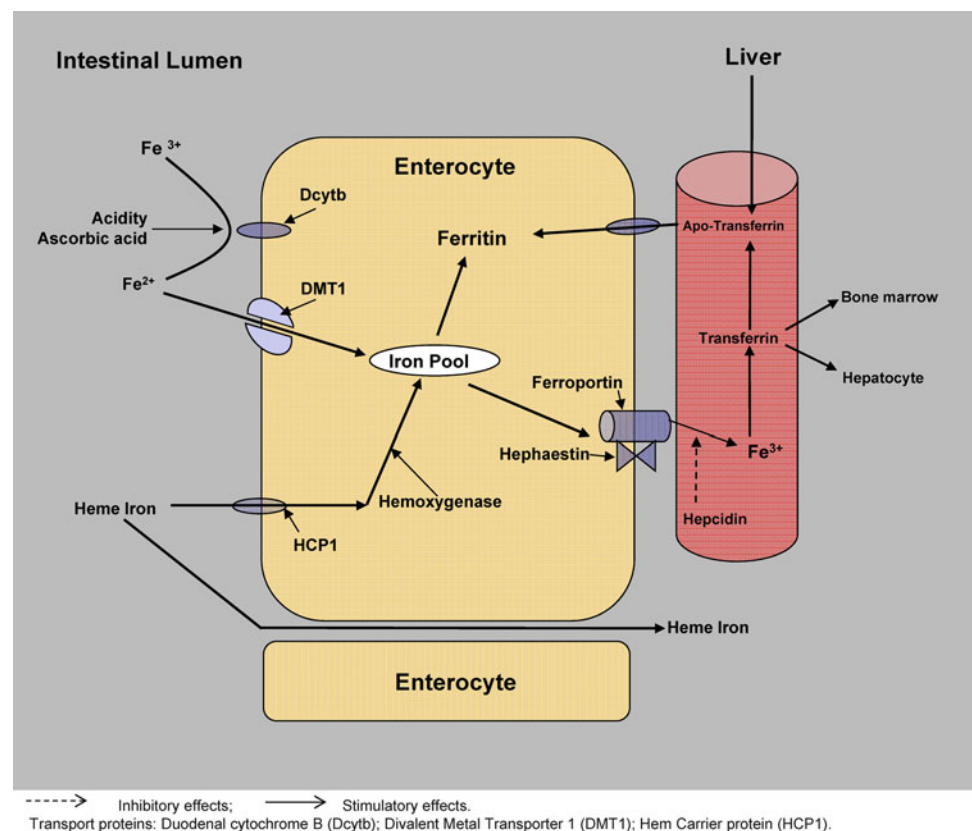 Intestinal Lumen
Liver
Fe 3+
Enterocyte
Dcytb
Acidity
Ascorbic acid
Ferritin
Apo-Transferrin
Fe2+
DMT1
Bone marrow
Iron Pool
Transferrin
Hepatocyte
Ferroportin
Hephaestin
Fe3+
Hemoxygenase
Heme Iron
Hepcidin
HCP1
Heme Iron
Enterocyte
Inhibitory effects; Stimulatory effects.
Transport proteins: Duodenal cytochrome B (Dcytb); Divalent Metal Transporter 1 (DMT1); Hem Carrier protein (HCP1).